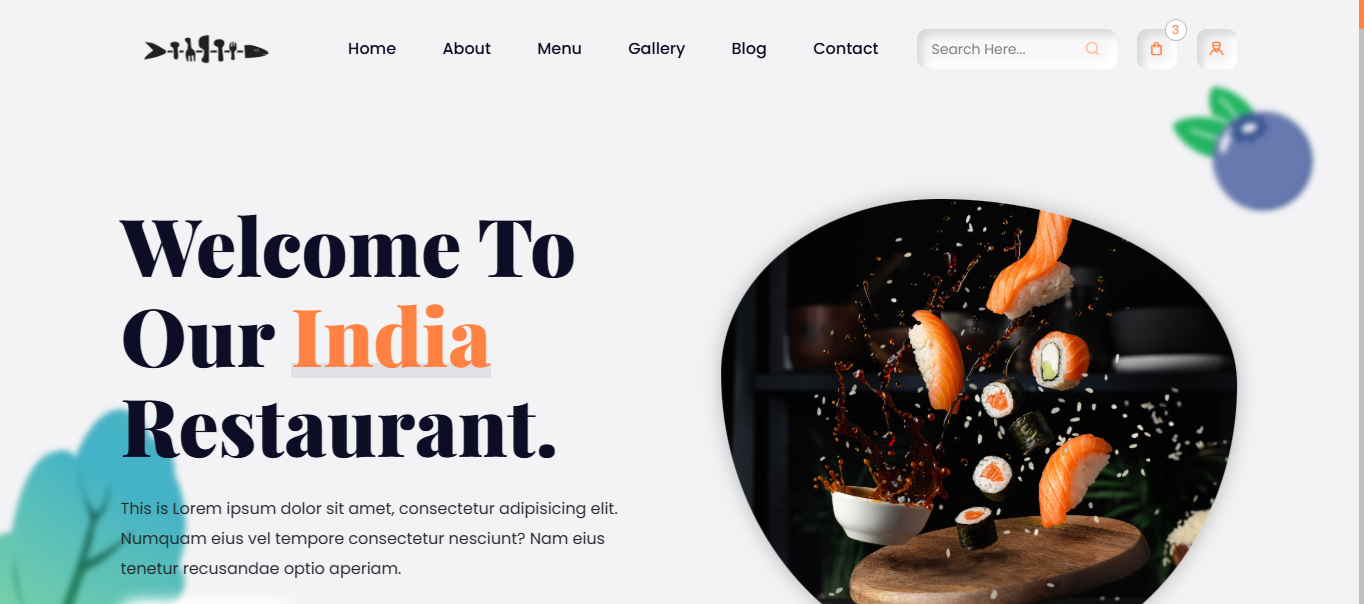 Home About Menu Gallery Blog Contact Search Here... 3
Welcome To
Our India
Restaurant.
This is Lorem ipsum dolor sit amet, consectetur adipisicing elit.
Numquam eius vel tempore consectetur nesciunt? Nam eius
tenetur recusandae optio aperiam.